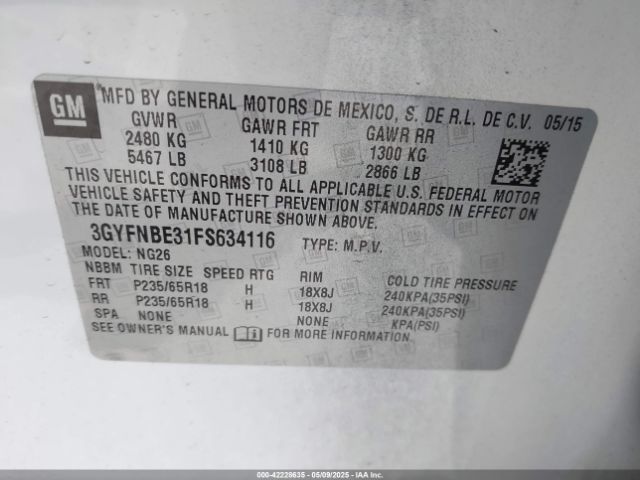 GM
MFD BY GENERAL MOTORS DE MEXICO, S. DE R.L. DE C.V. 05/15
GVWR GAWR FRT GAWR RR
2480 KG 1410 KG 1300 KG
5467 LB 3108 LB 2866 LB
THIS VEHICLE CONFORMS TO ALL APPLICABLE U.S. FEDERAL MOTOR
VEHICLE SAFETY AND THEFT PREVENTION STANDARDS IN EFFECT ON
THE DATE OF MANUFACTURE SHOWN ABOVE.
3GYFNBE31FS634116 TYPE: M.P.V.
MODEL: NG26
NBBM TIRE SIZE SPEED RTG RIM COLD TIRE PRESSURE
FRT P235/65R18 H 18X8J 240KPA(35PSI)
RR P235/65R18 H 18X8J 240KPA(35PSI)
SPA NONE NONE KPA(PSI)
SEE OWNER'S MANUAL FOR MORE INFORMATION
000-42228635 - 05/09/2025 - IAAI.COM